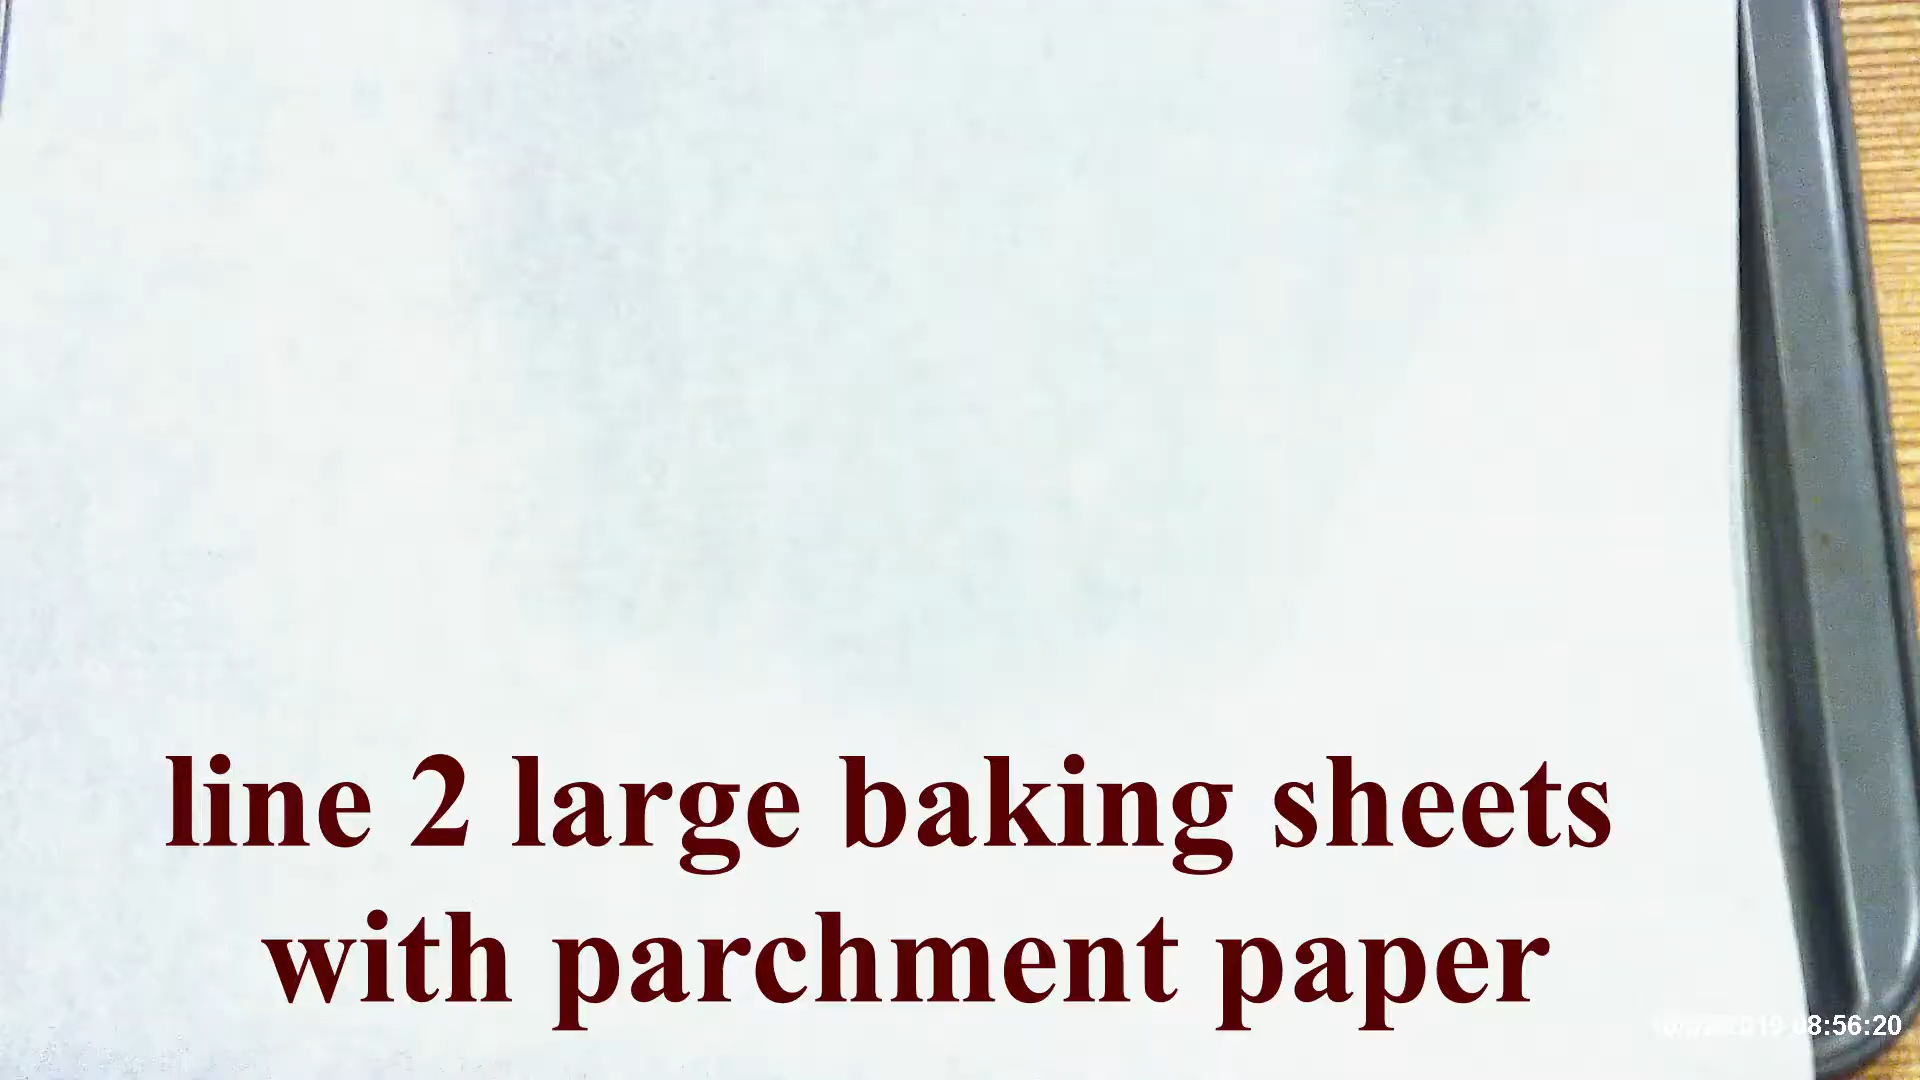 line 2 large baking sheets
with parchment paper
08:56:20